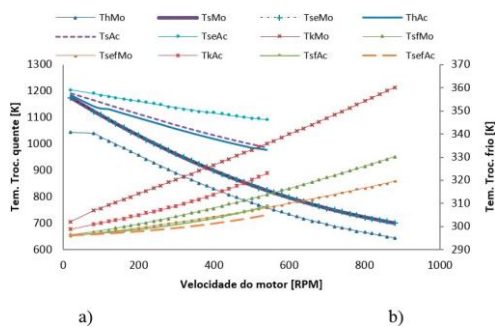 ThMo TsMo TseMo ThAc
TsAc TseAc TkMo TsfMo
TsefMo TkAc TsfAc TsefAc
1300 370
1200 360
1100 350
1000 340
900 330
800 320
700 310
600 300
290
0 200 400 600 800 1000
Tem. Troc. quente [K]
Tem. Troc. frio [K]
Velocidade do motor [RPM]
a) b)